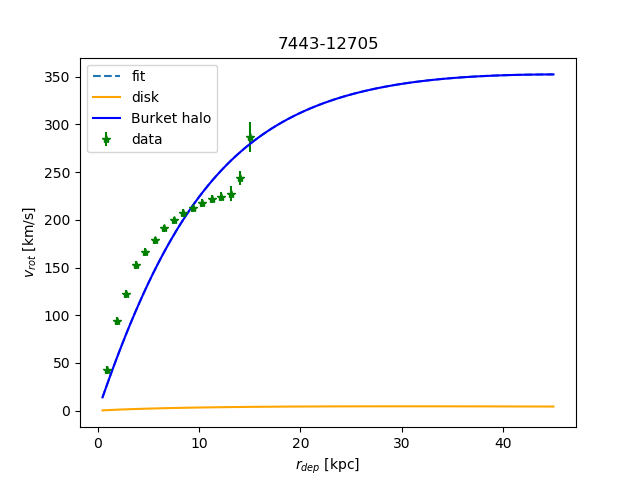 7443-12705
fit
disk
Burket halo
data
350
300
250
200
150
100
50
0
v_rot [km/s]
0 10 20 30 40
r_dep [kpc]